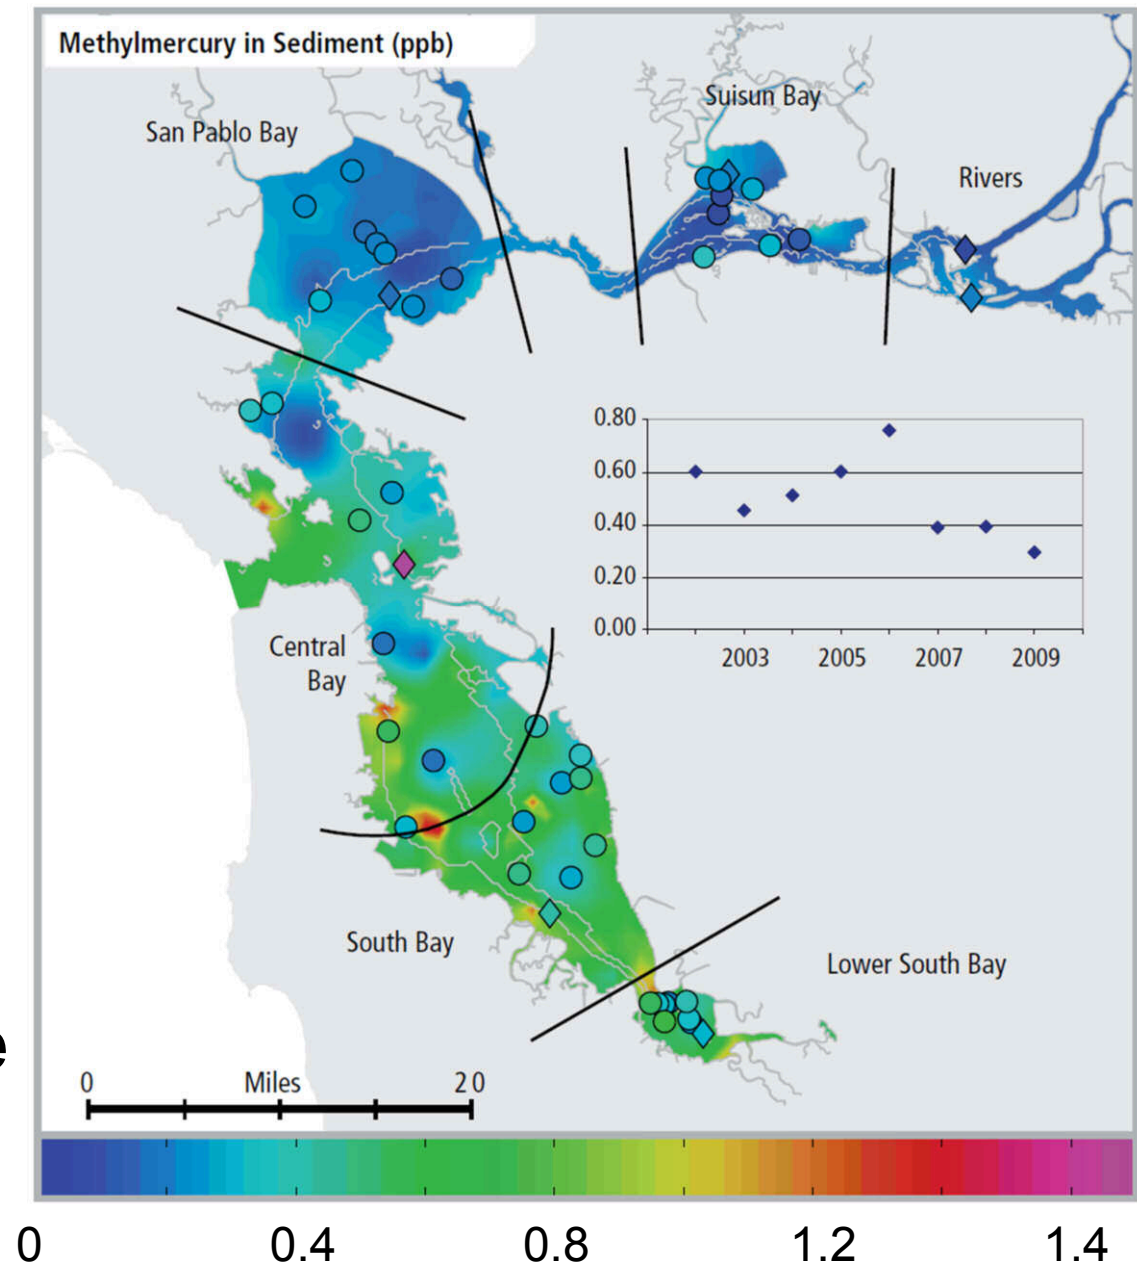 Methylmercury in Sediment (ppb)
Suisun Bay
San Pablo Bay
Rivers
0.80
0.60
0.40
0.20
0.00
2003 2005 2007 2009
Central
Bay
South Bay
Lower South Bay
e
0 Miles 20
0 0.4 0.8 1.2 1.4